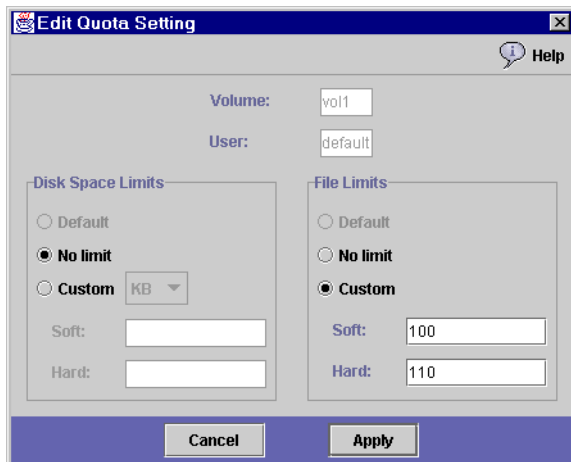 Edit Quota Setting
Help
Volume: vol1
User: default
Disk Space Limits
Default
No limit
Custom KB
Soft:
Hard:
File Limits
Default
No limit
Custom
Soft: 100
Hard: 110
Cancel Apply